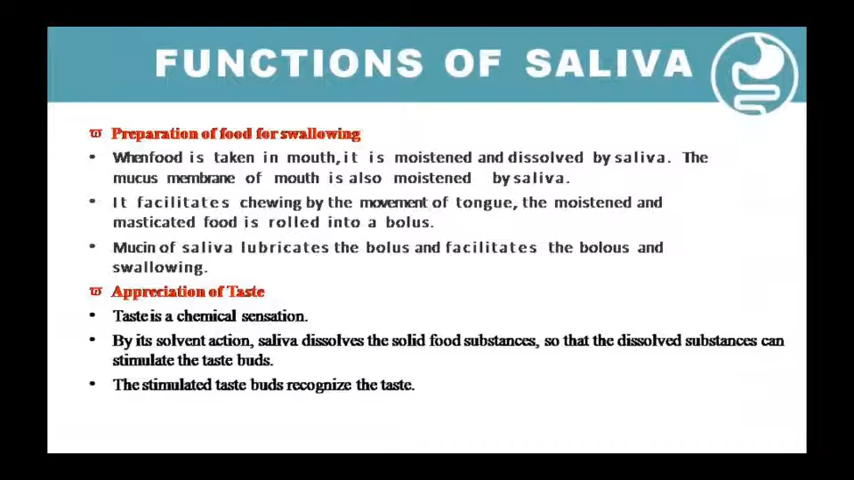 FUNCTIONS OF SALIVA
Preparation of food for swallowing
• When food is taken in mouth, it is moistened and dissolved by saliva. The
mucus membrane of mouth is also moistened by saliva.
• It facilitates chewing by the movement of tongue, the moistened and
masticated food is rolled into a bolus.
• Mucin of saliva lubricates the bolus and facilitates the bolous and
swallowing.
Appreciation of Taste
• Taste is a chemical sensation.
• By its solvent action, saliva dissolves the solid food substances, so that the dissolved substances can
stimulate the taste buds.
• The stimulated taste buds recognize the taste.